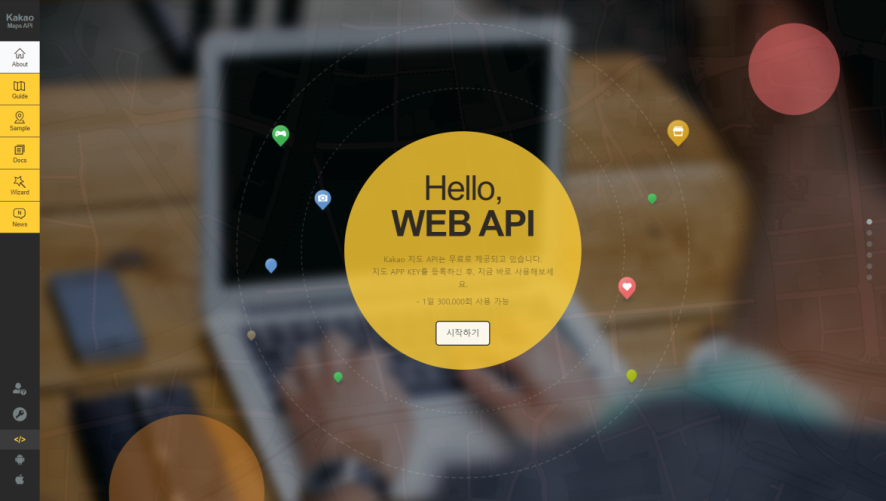 Kakao
Maps API
About
Guide
Sample
Docs
Wizard
News
Hello,
WEB API
Kakao 지도 API는 무료로 제공되고 있습니다.
지도 APP KEY를 등록하신 후, 지금 바로 사용해보세
요.
- 1일 300,000회 사용 가능
시작하기